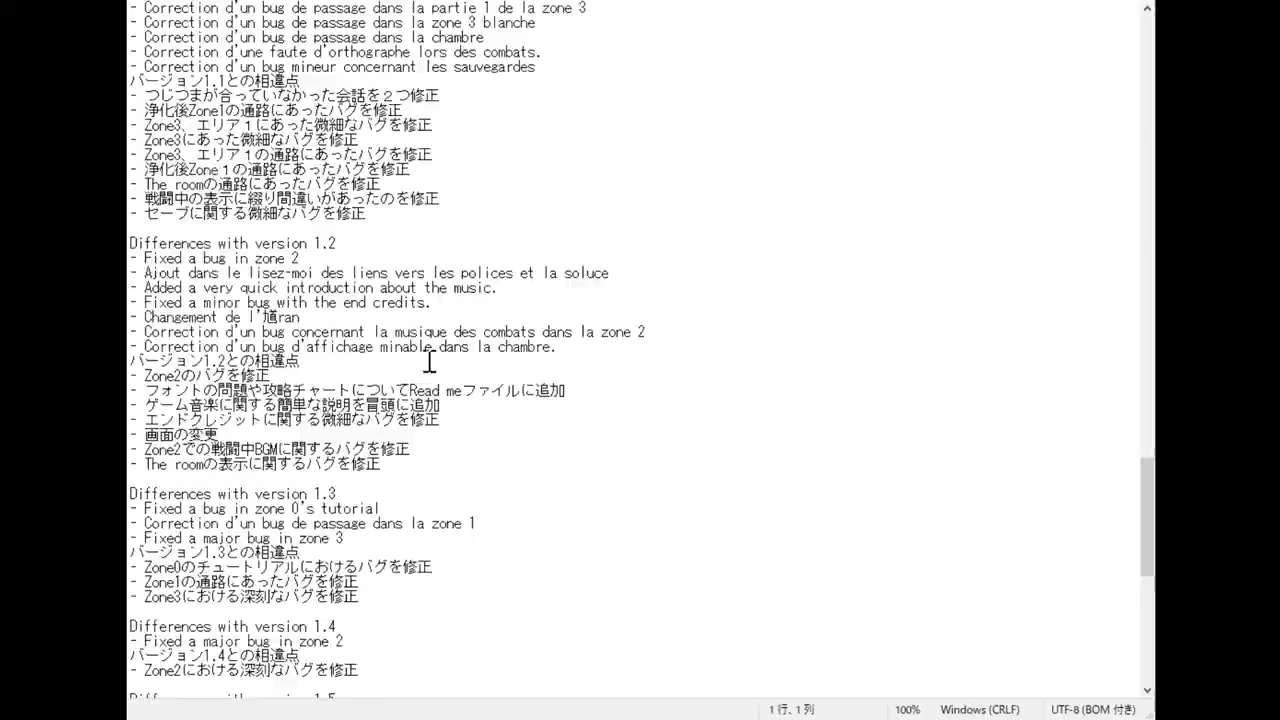 - Correction d'un bug de passage dans la partie 1 de la zone 3
- Correction d'un bug de passage dans la zone 3 blanche
- Correction d'un bug de passage dans la chambre
- Correction d'une faute d'orthographe lors des combats.
- Correction d'un bug mineur concernant les sauvegardes
バージョン1.1との相違点
- つじつまが合っていなかった会話を２つ修正
- 浄化後Zone1の通路にあったバグを修正
- Zone3、エリア１にあった微細なバグを修正
- Zone3にあった微細なバグを修正
- Zone3、エリア１の通路にあったバグを修正
- 浄化後Zone１の通路にあったバグを修正
- The roomの通路にあったバグを修正
- 戦闘中の表示に綴り間違いがあったのを修正
- セーブに関する微細なバグを修正
Differences with version 1.2
- Fixed a bug in zone 2
- Ajout dans le lisez-moi des liens vers les polices et la soluce
- Added a very quick introduction about the music.
- Fixed a minor bug with the end credits.
- Changement de l'馗ran
- Correction d'un bug concernant la musique des combats dans la zone 2
- Correction d'un bug d'affichage minable dans la chambre.
バージョン1.2との相違点
- Zone2のバグを修正
- フォントの問題や攻略チャートについてRead meファイルに追加
- ゲーム音楽に関する簡単な説明を冒頭に追加
- エンドクレジットに関する微細なバグを修正
- 画面の変更
- Zone2での戦闘中BGMに関するバグを修正
- The roomの表示に関するバグを修正
Differences with version 1.3
- Fixed a bug in zone 0's tutorial
- Correction d'un bug de passage dans la zone 1
- Fixed a major bug in zone 3
バージョン1.3との相違点
- Zone0のチュートリアルにおけるバグを修正
- Zone1の通路にあったバグを修正
- Zone3における深刻なバグを修正
Differences with version 1.4
- Fixed a major bug in zone 2
バージョン1.4との相違点
- Zone2における深刻なバグを修正
Differences with version 1.5
1 行、1 列 100% Windows (CRLF) UTF-8 (BOM 付き)